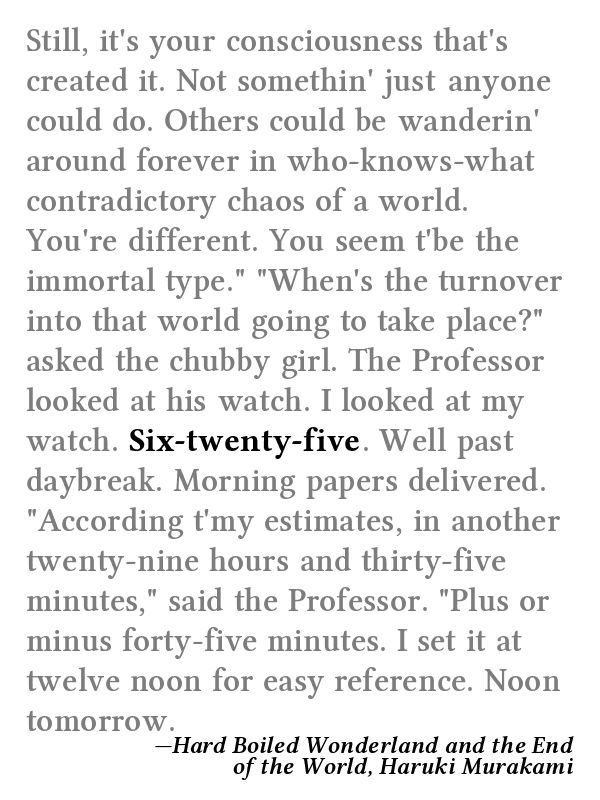 Still, it's your consciousness that's
created it. Not somethin' just anyone
could do. Others could be wanderin'
around forever in who-knows-what
contradictory chaos of a world.
You're different. You seem t'be the
immortal type." "When's the turnover
into that world going to take place?"
asked the chubby girl. The Professor
looked at his watch. I looked at my
watch. Six-twenty-five. Well past
daybreak. Morning papers delivered.
"According t'my estimates, in another
twenty-nine hours and thirty-five
minutes," said the Professor. "Plus or
minus forty-five minutes. I set it at
twelve noon for easy reference. Noon
tomorrow.
—Hard Boiled Wonderland and the End
of the World, Haruki Murakami